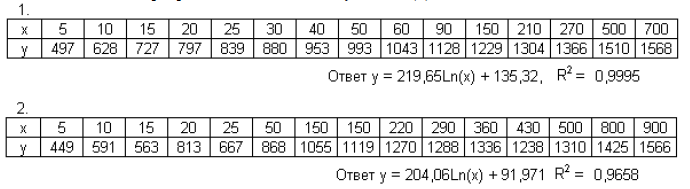 1.
x 5 10 15 20 25 30 40 50 60 90 150 210 270 500 700
y 497 628 727 797 839 880 953 993 1043 1128 1229 1304 1366 1510 1568
Ответ y = 219,65Ln(x) + 135,32, R² = 0,9995
2.
x 5 10 15 20 25 50 150 150 220 290 360 430 500 800 900
y 449 591 563 813 667 868 1055 1119 1270 1288 1336 1238 1310 1425 1566
Ответ y = 204,06Ln(x) + 91,971 R² = 0,9658